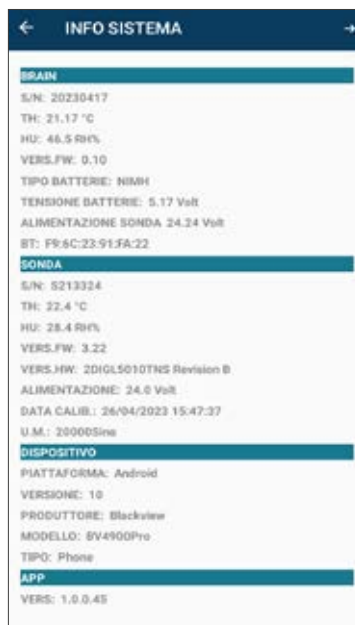 INFO SISTEMA
BRAIN
S/N: 20230417
TH: 21.17 °C
HU: 46.5 RH%
VERS.FW: 0.10
TIPO BATTERIE: NIMH
TENSIONE BATTERIE: 5.17 Volt
ALIMENTAZIONE SONDA 24.24 Volt
BT: F9:6C:23:91:FA:22
SONDA
S/N: S213324
TH: 22.4 °C
HU: 28.4 RH%
VERS.FW: 3.22
VERS.HW: 2DIGLS010TNS Revision B
ALIMENTAZIONE: 24.0 Volt
DATA CALIB.: 26/04/2023 15:47:37
U.M.: 20000Sine
DISPOSITIVO
PIATTAFORMA: Android
VERSIONE: 10
PRODUTTORE: Blackview
MODELLO: BV4900Pro
TIPO: Phone
APP
VERS: 1.0.0.45